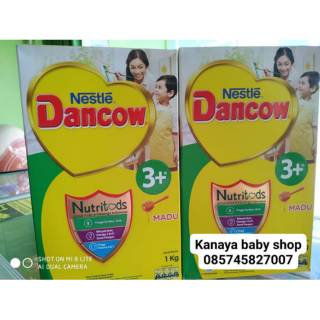 Nestlé
Dancow
3+
Nutritods
MADU
1 Kg
SHOT ON MI 8 LITE
AI DUAL CAMERA
Nestlé
Dancow
3+
Nutritods
MADU
Kanaya baby shop
085745827007